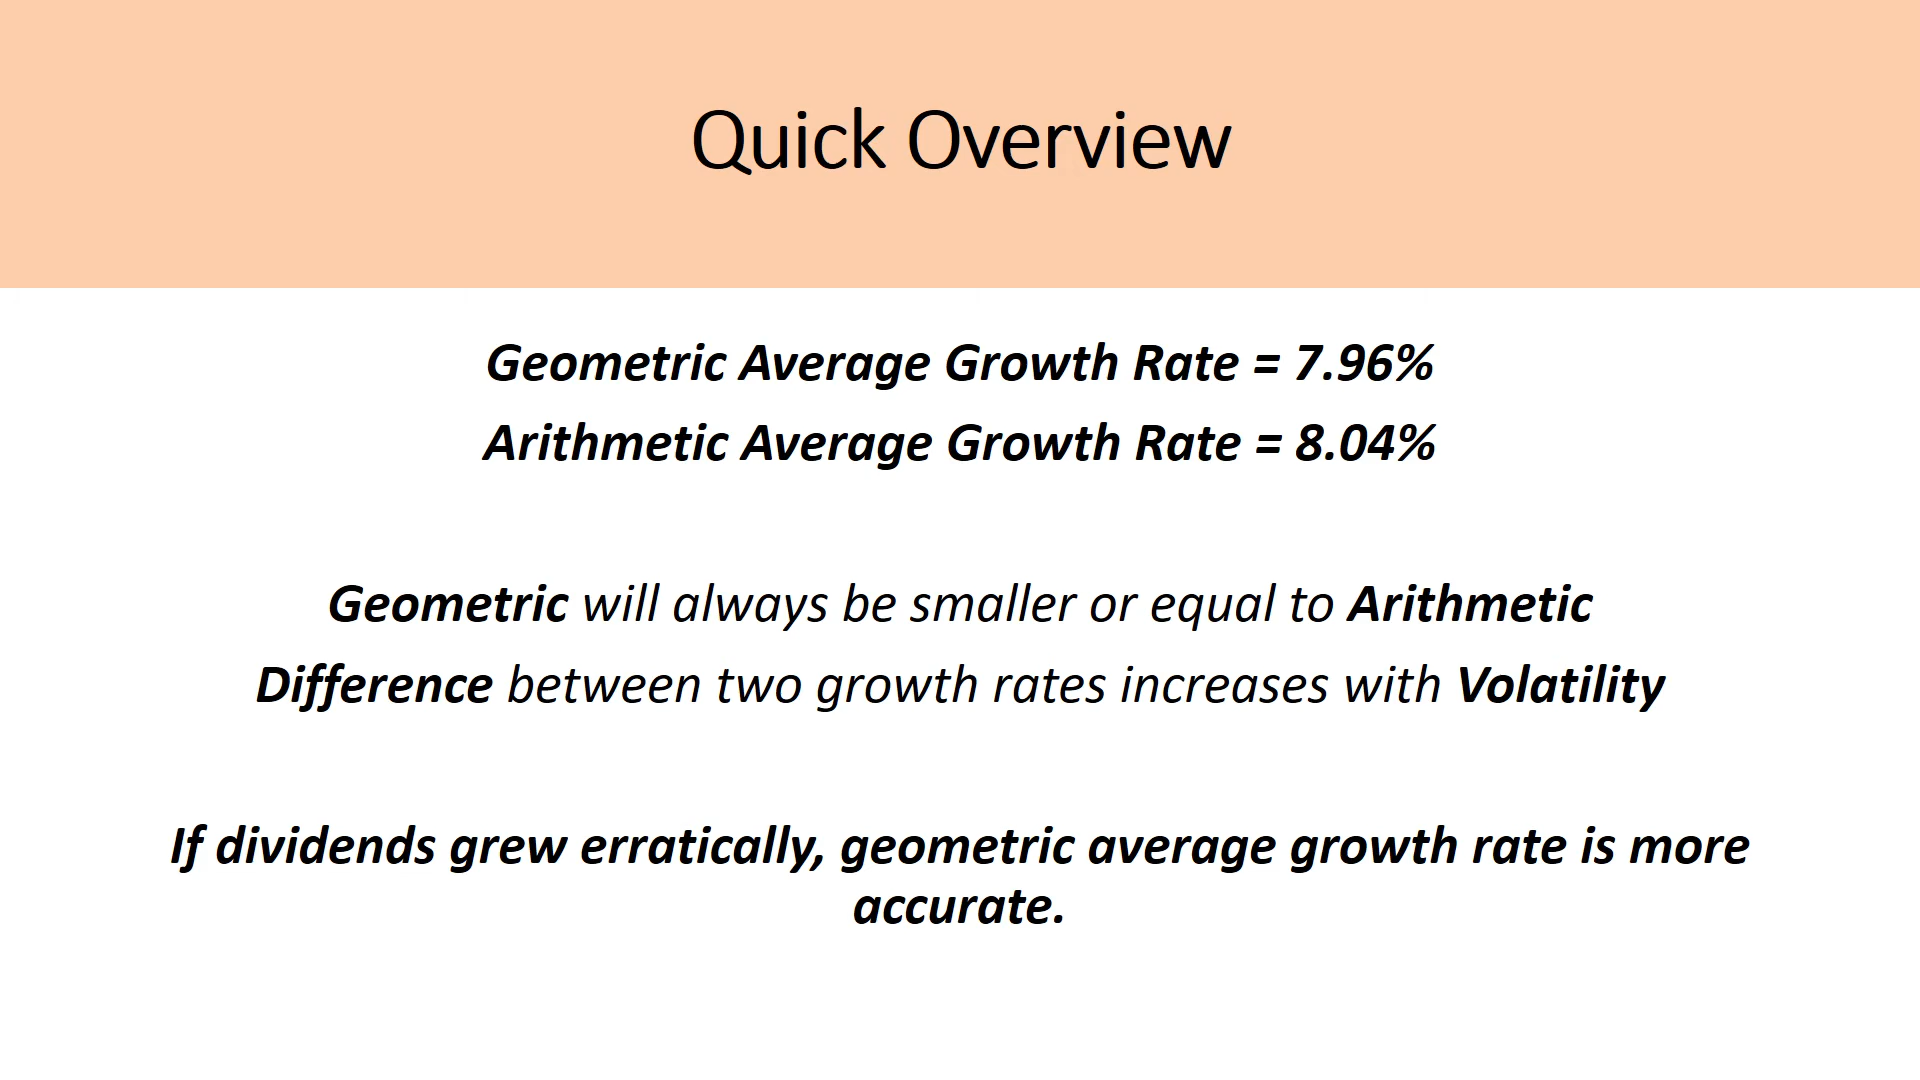 Quick Overview
Geometric Average Growth Rate = 7.96%
Arithmetic Average Growth Rate = 8.04%
Geometric will always be smaller or equal to Arithmetic
Difference between two growth rates increases with Volatility
If dividends grew erratically, geometric average growth rate is more
accurate.